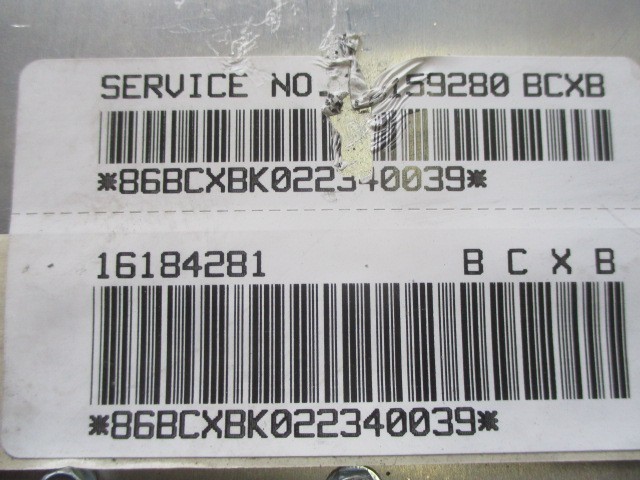 SERVICE NO. 159280 BCXB
*86BCXBK022340039*
16184281 B C X B
*86BCXBK022340039*